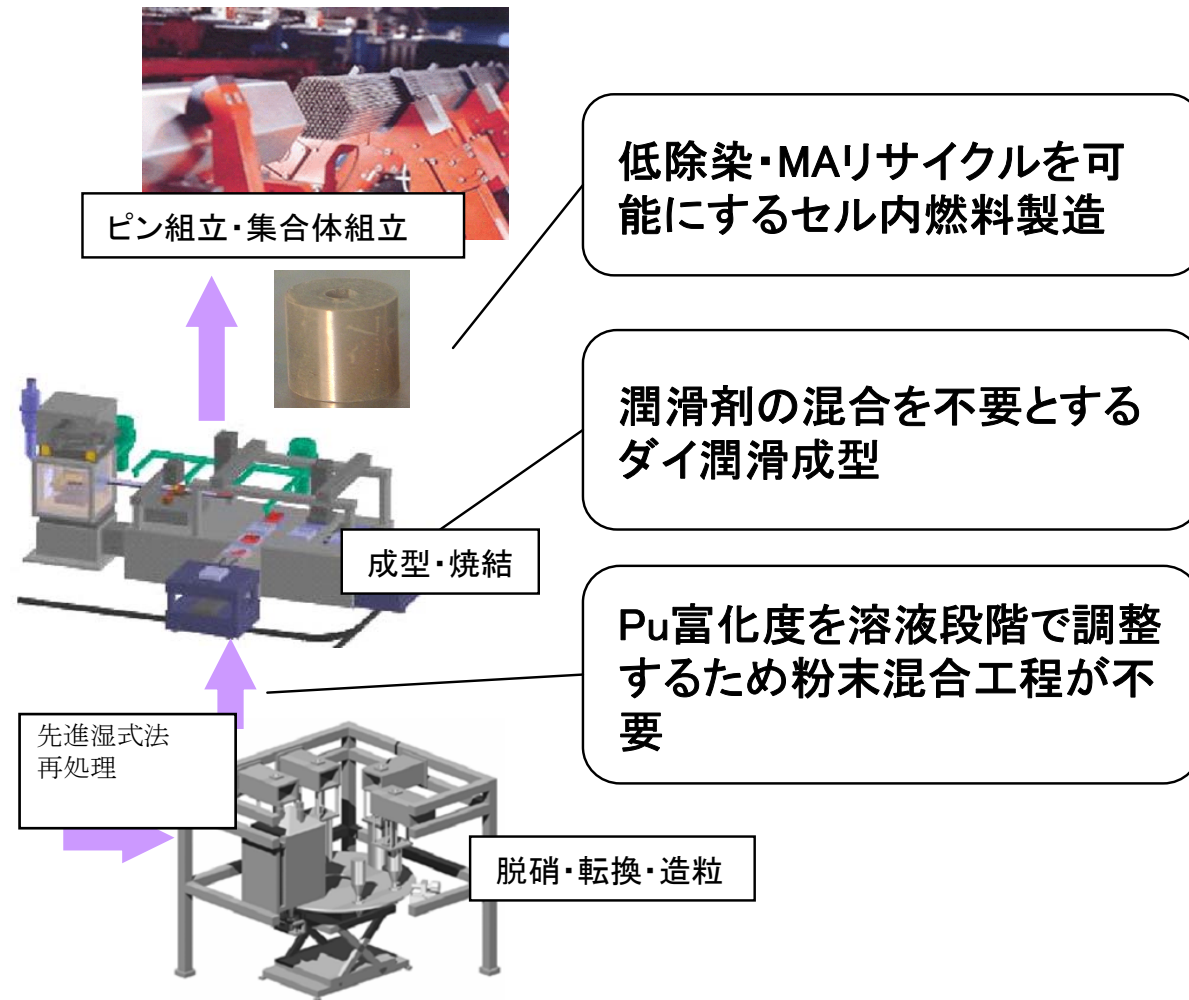 ピン組立・集合体組立
低除染・MAリサイクルを可
能にするセル内燃料製造
潤滑剤の混合を不要とする
ダイ潤滑成型
成型・焼結
Pu富化度を溶液段階で調整
するため粉末混合工程が不
要
先進湿式法
再処理
脱硝・転換・造粒